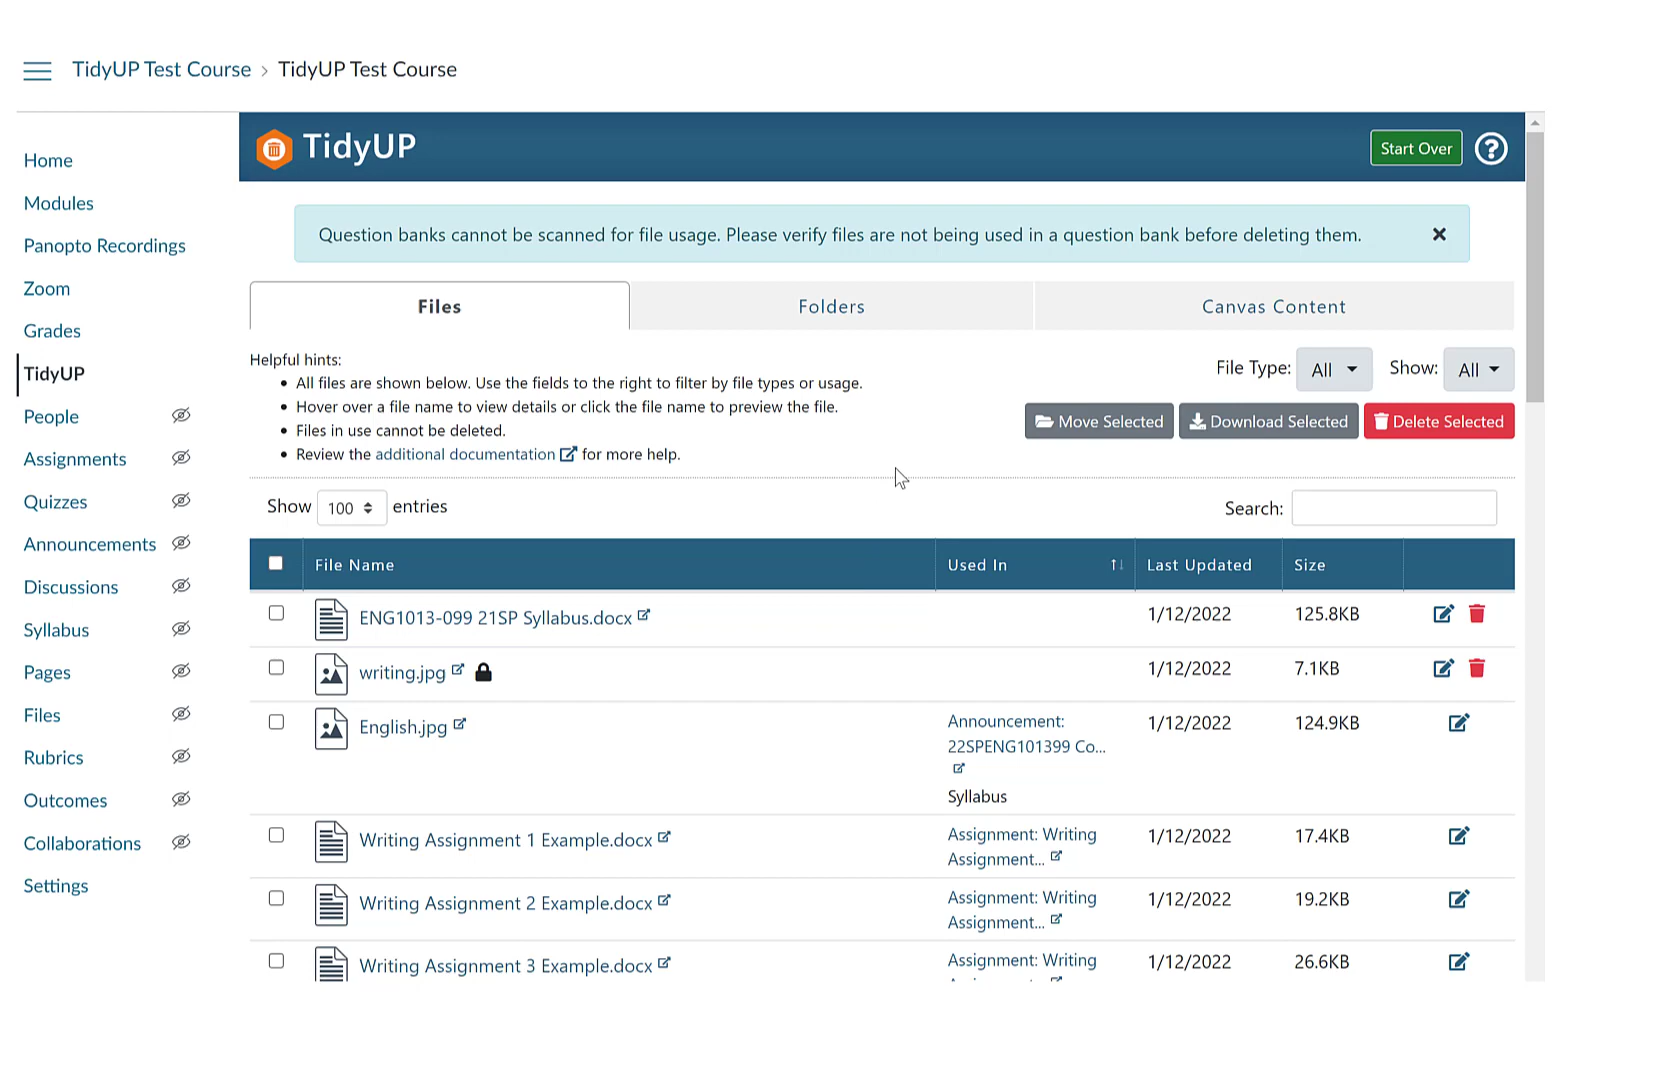 TidyUP Test Course > TidyUP Test Course
Home
Modules
Panopto Recordings
Zoom
Grades
TidyUP
People
Assignments
Quizzes
Announcements
Discussions
Syllabus
Pages
Files
Rubrics
Outcomes
Collaborations
Settings
TidyUP
Start Over
?
Question banks cannot be scanned for file usage. Please verify files are not being used in a question bank before deleting them.
Files
Folders
Canvas Content
Helpful hints:
• All files are shown below. Use the fields to the right to filter by file types or usage.
• Hover over a file name to view details or click the file name to preview the file.
• Files in use cannot be deleted.
• Review the additional documentation for more help.
File Type: All Show: All
Move Selected Download Selected Delete Selected
Show 100 entries
Search:
File Name Used In Last Updated Size
ENG1013-099 21SP Syllabus.docx 1/12/2022 125.8KB
writing.jpg 1/12/2022 7.1KB
English.jpg Announcement: 1/12/2022 124.9KB
22SPENG101399 Co...
Syllabus
Writing Assignment 1 Example.docx Assignment: Writing 1/12/2022 17.4KB
Assignment...
Writing Assignment 2 Example.docx Assignment: Writing 1/12/2022 19.2KB
Assignment...
Writing Assignment 3 Example.docx Assignment: Writing 1/12/2022 26.6KB